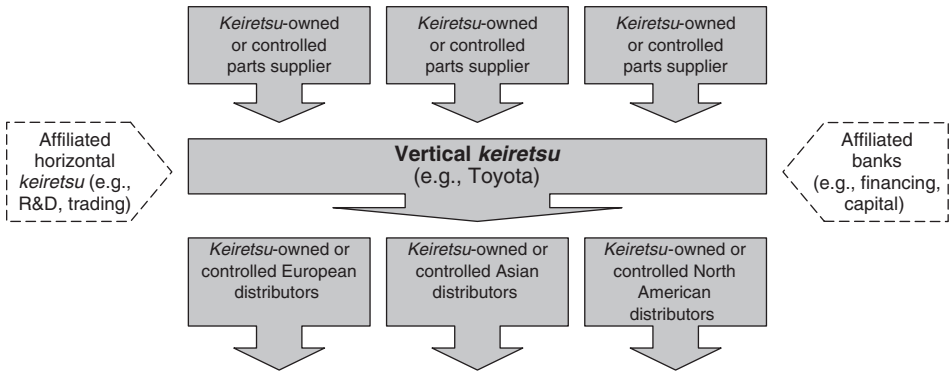 Keiretsu-owned
or controlled
parts supplier
Keiretsu-owned
or controlled
parts supplier
Keiretsu-owned
or controlled
parts supplier
Affiliated
horizontal
keiretsu (e.g.,
R&D, trading)
Vertical keiretsu
(e.g., Toyota)
Affiliated
banks
(e.g., financing,
capital)
Keiretsu-owned or
controlled European
distributors
Keiretsu-owned or
controlled Asian
distributors
Keiretsu-owned or
controlled North
American
distributors